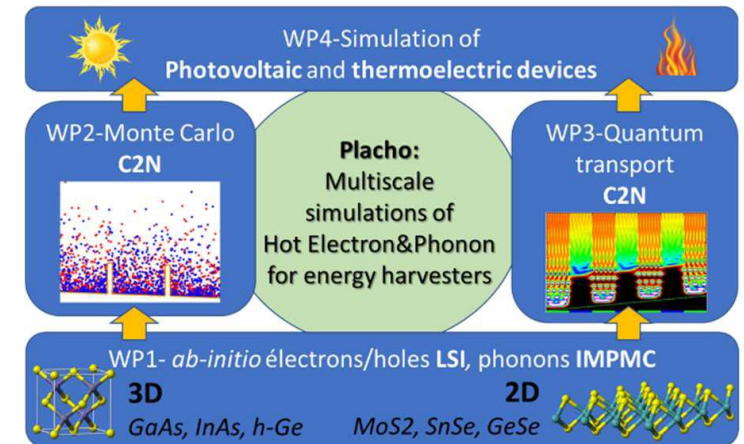 WP4-Simulation of
Photovoltaic and thermoelectric devices
WP2-Monte Carlo
C2N
Placho:
Multiscale
simulations of
Hot Electron&Phonon
for energy harvesters
WP3-Quantum
transport
C2N
WP1- ab-initio électrons/holes LSI, phonons IMPMC
3D
GaAs, InAs, h-Ge
2D
MoS2, SnSe, GeSe